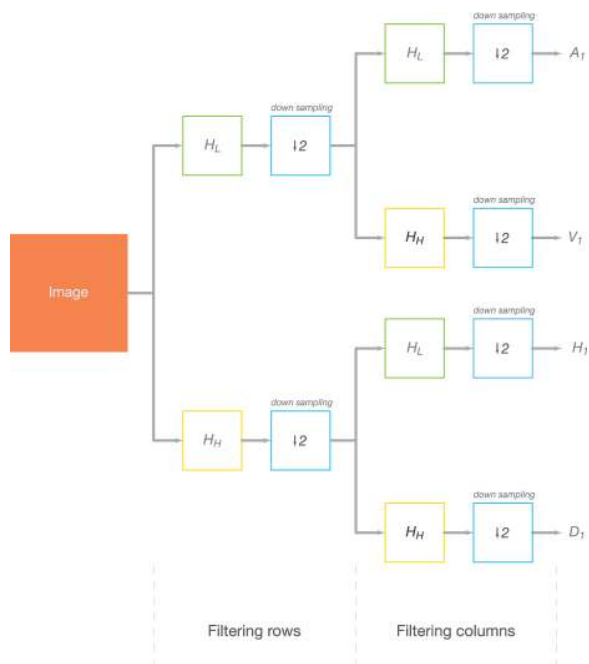 down sampling
H_L
↓2
A_1
down sampling
H_L
↓2
down sampling
H_H
↓2
V_1
Image
down sampling
H_L
↓2
H_1
down sampling
H_H
↓2
down sampling
H_H
↓2
D_1
Filtering rows
Filtering columns